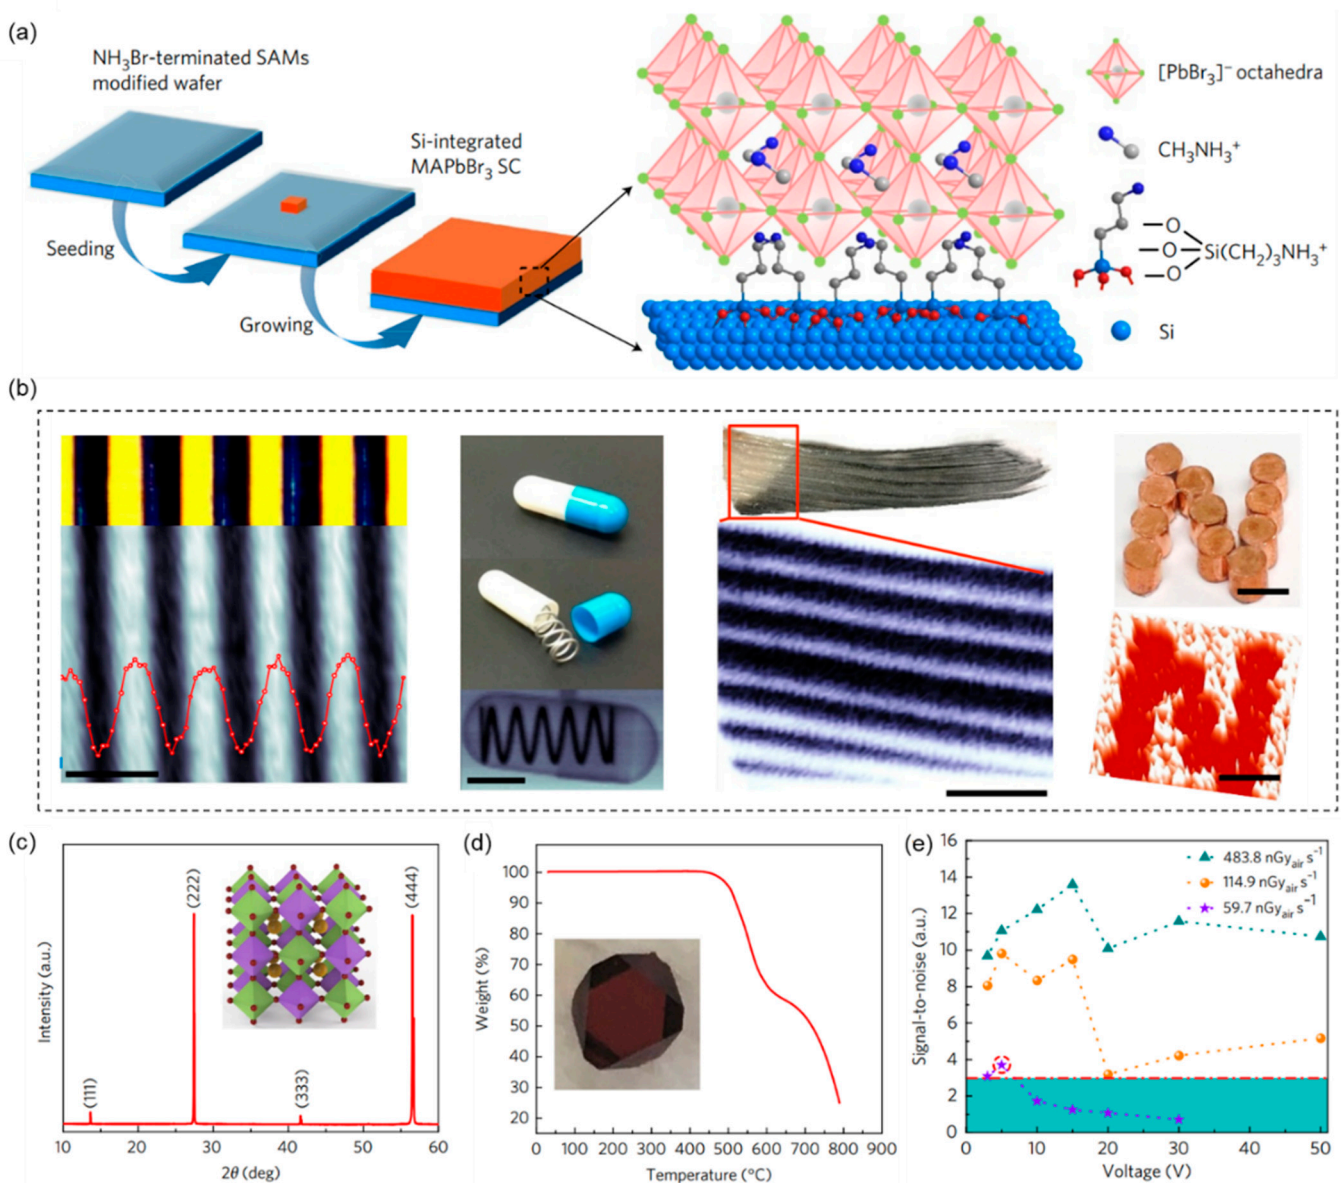 (a)
NH₃Br-terminated SAMs
modified wafer
Seeding
Growing
Si-integrated
MAPbBr₃ SC
[PbBr₃]⁻ octahedra
CH₃NH₃⁺
O
O
O
Si(CH₂)₃NH₃⁺
Si
(b)
(c)
Intensity (a.u.)
(111)
(222)
(333)
(444)
10 20 30 40 50 60
2θ (deg)
(d)
Weight (%)
100
90
80
70
60
50
40
30
20
0 100 200 300 400 500 600 700 800 900
Temperature (°C)
(e)
Signal-to-noise (a.u.)
16
14
12
10
8
6
4
2
0
483.8 nGy_air s⁻¹
114.9 nGy_air s⁻¹
59.7 nGy_air s⁻¹
0 10 20 30 40 50
Voltage (V)